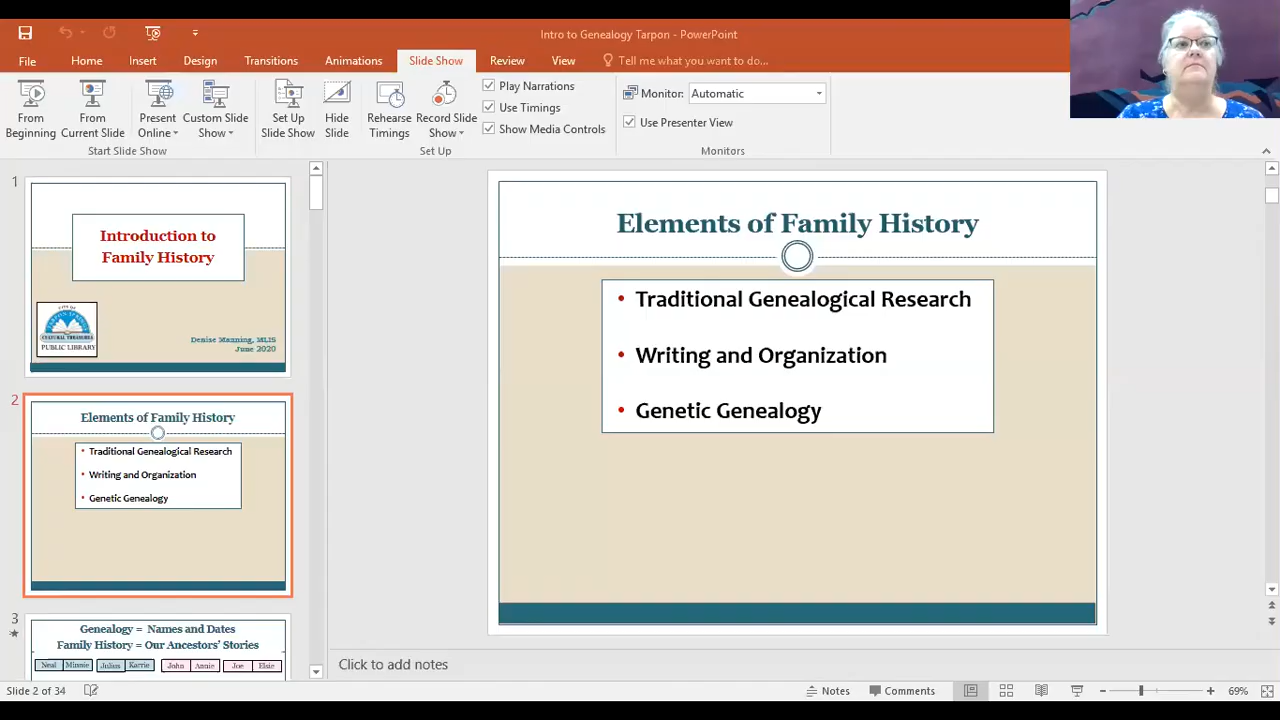 Intro to Genealogy Tarpon - PowerPoint
File Home Insert Design Transitions Animations Slide Show Review View Tell me what you want to do...
From Beginning
From Current Slide
Present Online
Custom Slide Show
Start Slide Show
Set Up Slide Show
Hide Slide
Rehearse Timings
Record Slide Show
Play Narrations
Use Timings
Show Media Controls
Set Up
Monitor: Automatic
Use Presenter View
Monitors
1
Introduction to
Family History
CULTURAL TREASURES
PUBLIC LIBRARY
Denise Manning, MLIS
June 2020
2
Elements of Family History
• Traditional Genealogical Research
• Writing and Organization
• Genetic Genealogy
3
Genealogy = Names and Dates
Family History = Our Ancestors' Stories
Neal Minnie Julius Karrie John Annie Joe Elsie
Elements of Family History
• Traditional Genealogical Research
• Writing and Organization
• Genetic Genealogy
Click to add notes
Slide 2 of 34
Notes
Comments
69%